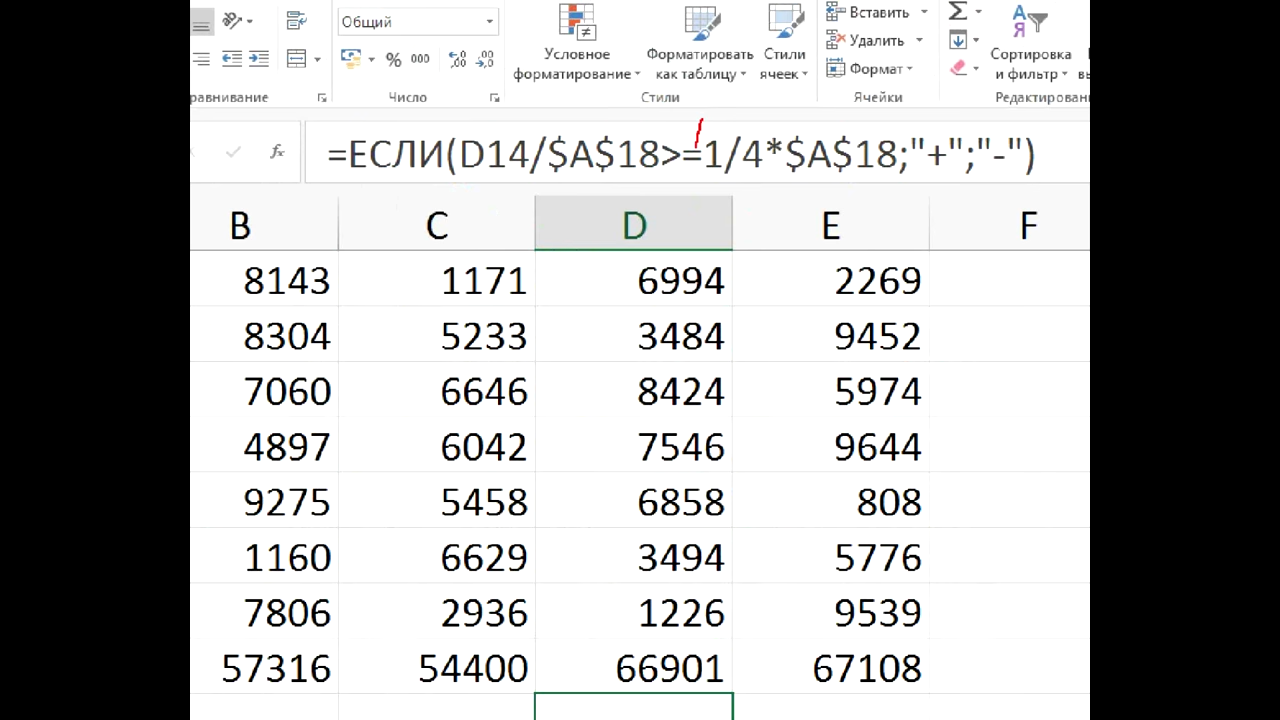 Общий
Условное форматирование
Форматировать как таблицу
Стили ячеек
Вставить
Удалить
Формат
Сортировка и фильтр
% 000
Число
Стили
Ячейки
fx =ЕСЛИ(D14/$A$18>=1/4*$A$18;"+";"-")
B C D E F
8143 1171 6994 2269
8304 5233 3484 9452
7060 6646 8424 5974
4897 6042 7546 9644
9275 5458 6858 808
1160 6629 3494 5776
7806 2936 1226 9539
57316 54400 66901 67108